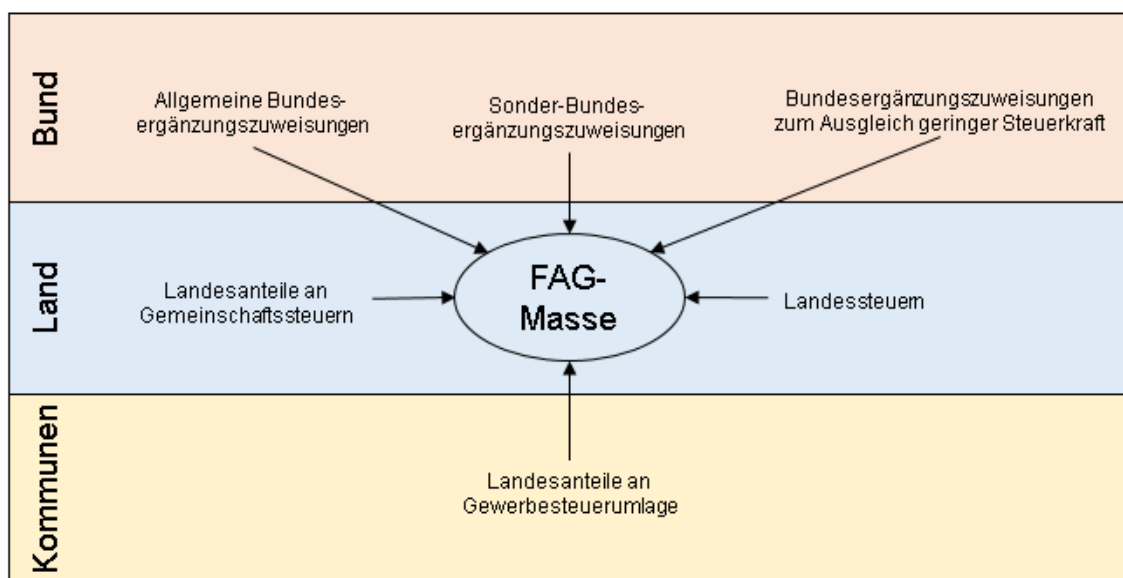 Bund
Allgemeine Bundes-
ergänzungszuweisungen
Sonder-Bundes-
ergänzungszuweisungen
Bundesergänzungszuweisungen
zum Ausgleich geringer Steuerkraft
Land
Landesanteile an
Gemeinschaftssteuern
FAG-
Masse
Landessteuern
Kommunen
Landesanteile an
Gewerbesteuerumlage